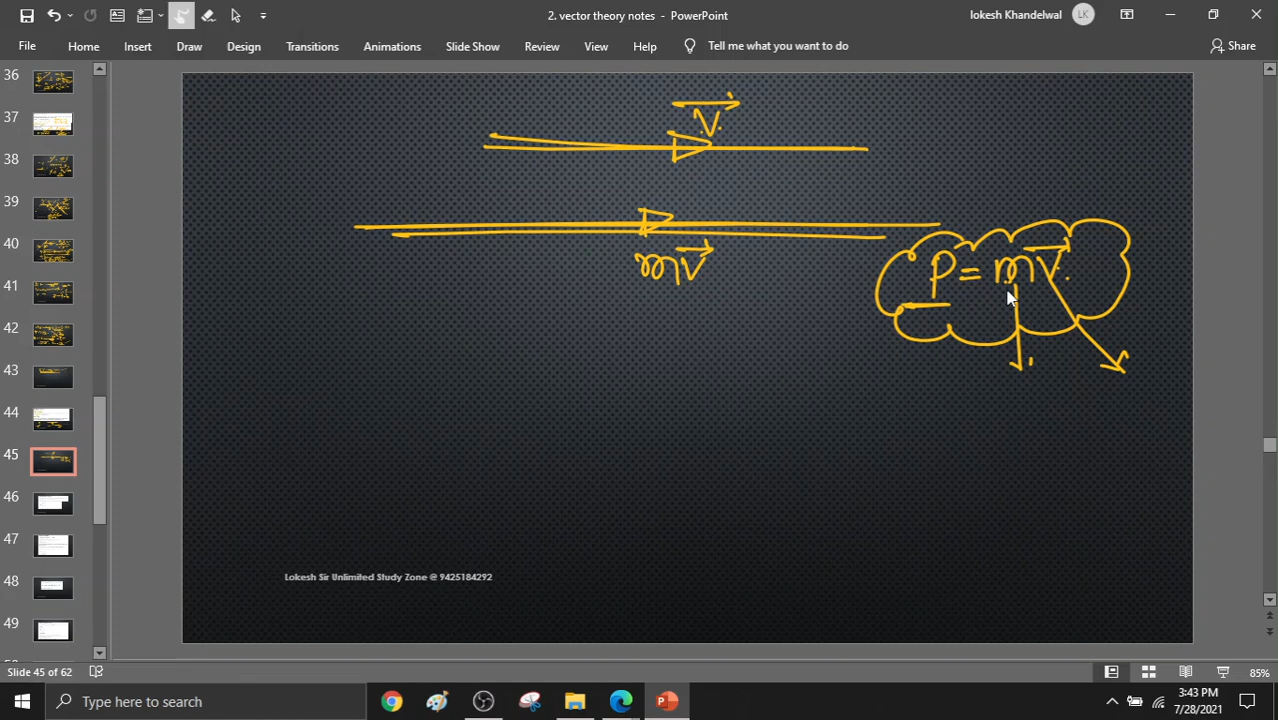 2. vector theory notes - PowerPoint
lokesh Khandelwal
LK
File Home Insert Draw Design Transitions Animations Slide Show Review View Help Tell me what you want to do Share
36
37
38
39
40
41
42
43
44
45
46
47
48
49
V
mV
P = mV
Lokesh Sir Unlimited Study Zone @ 9425184292
Slide 45 of 62
85%
Type here to search
3:43 PM
7/28/2021